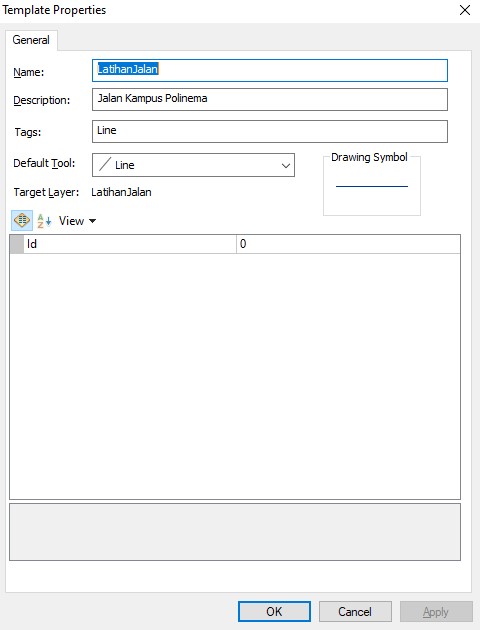 Template Properties
General
Name: LatihanJalan
Description: Jalan Kampus Polinema
Tags: Line
Default Tool: Line
Drawing Symbol
Target Layer: LatihanJalan
View
Id 0
OK Cancel Apply